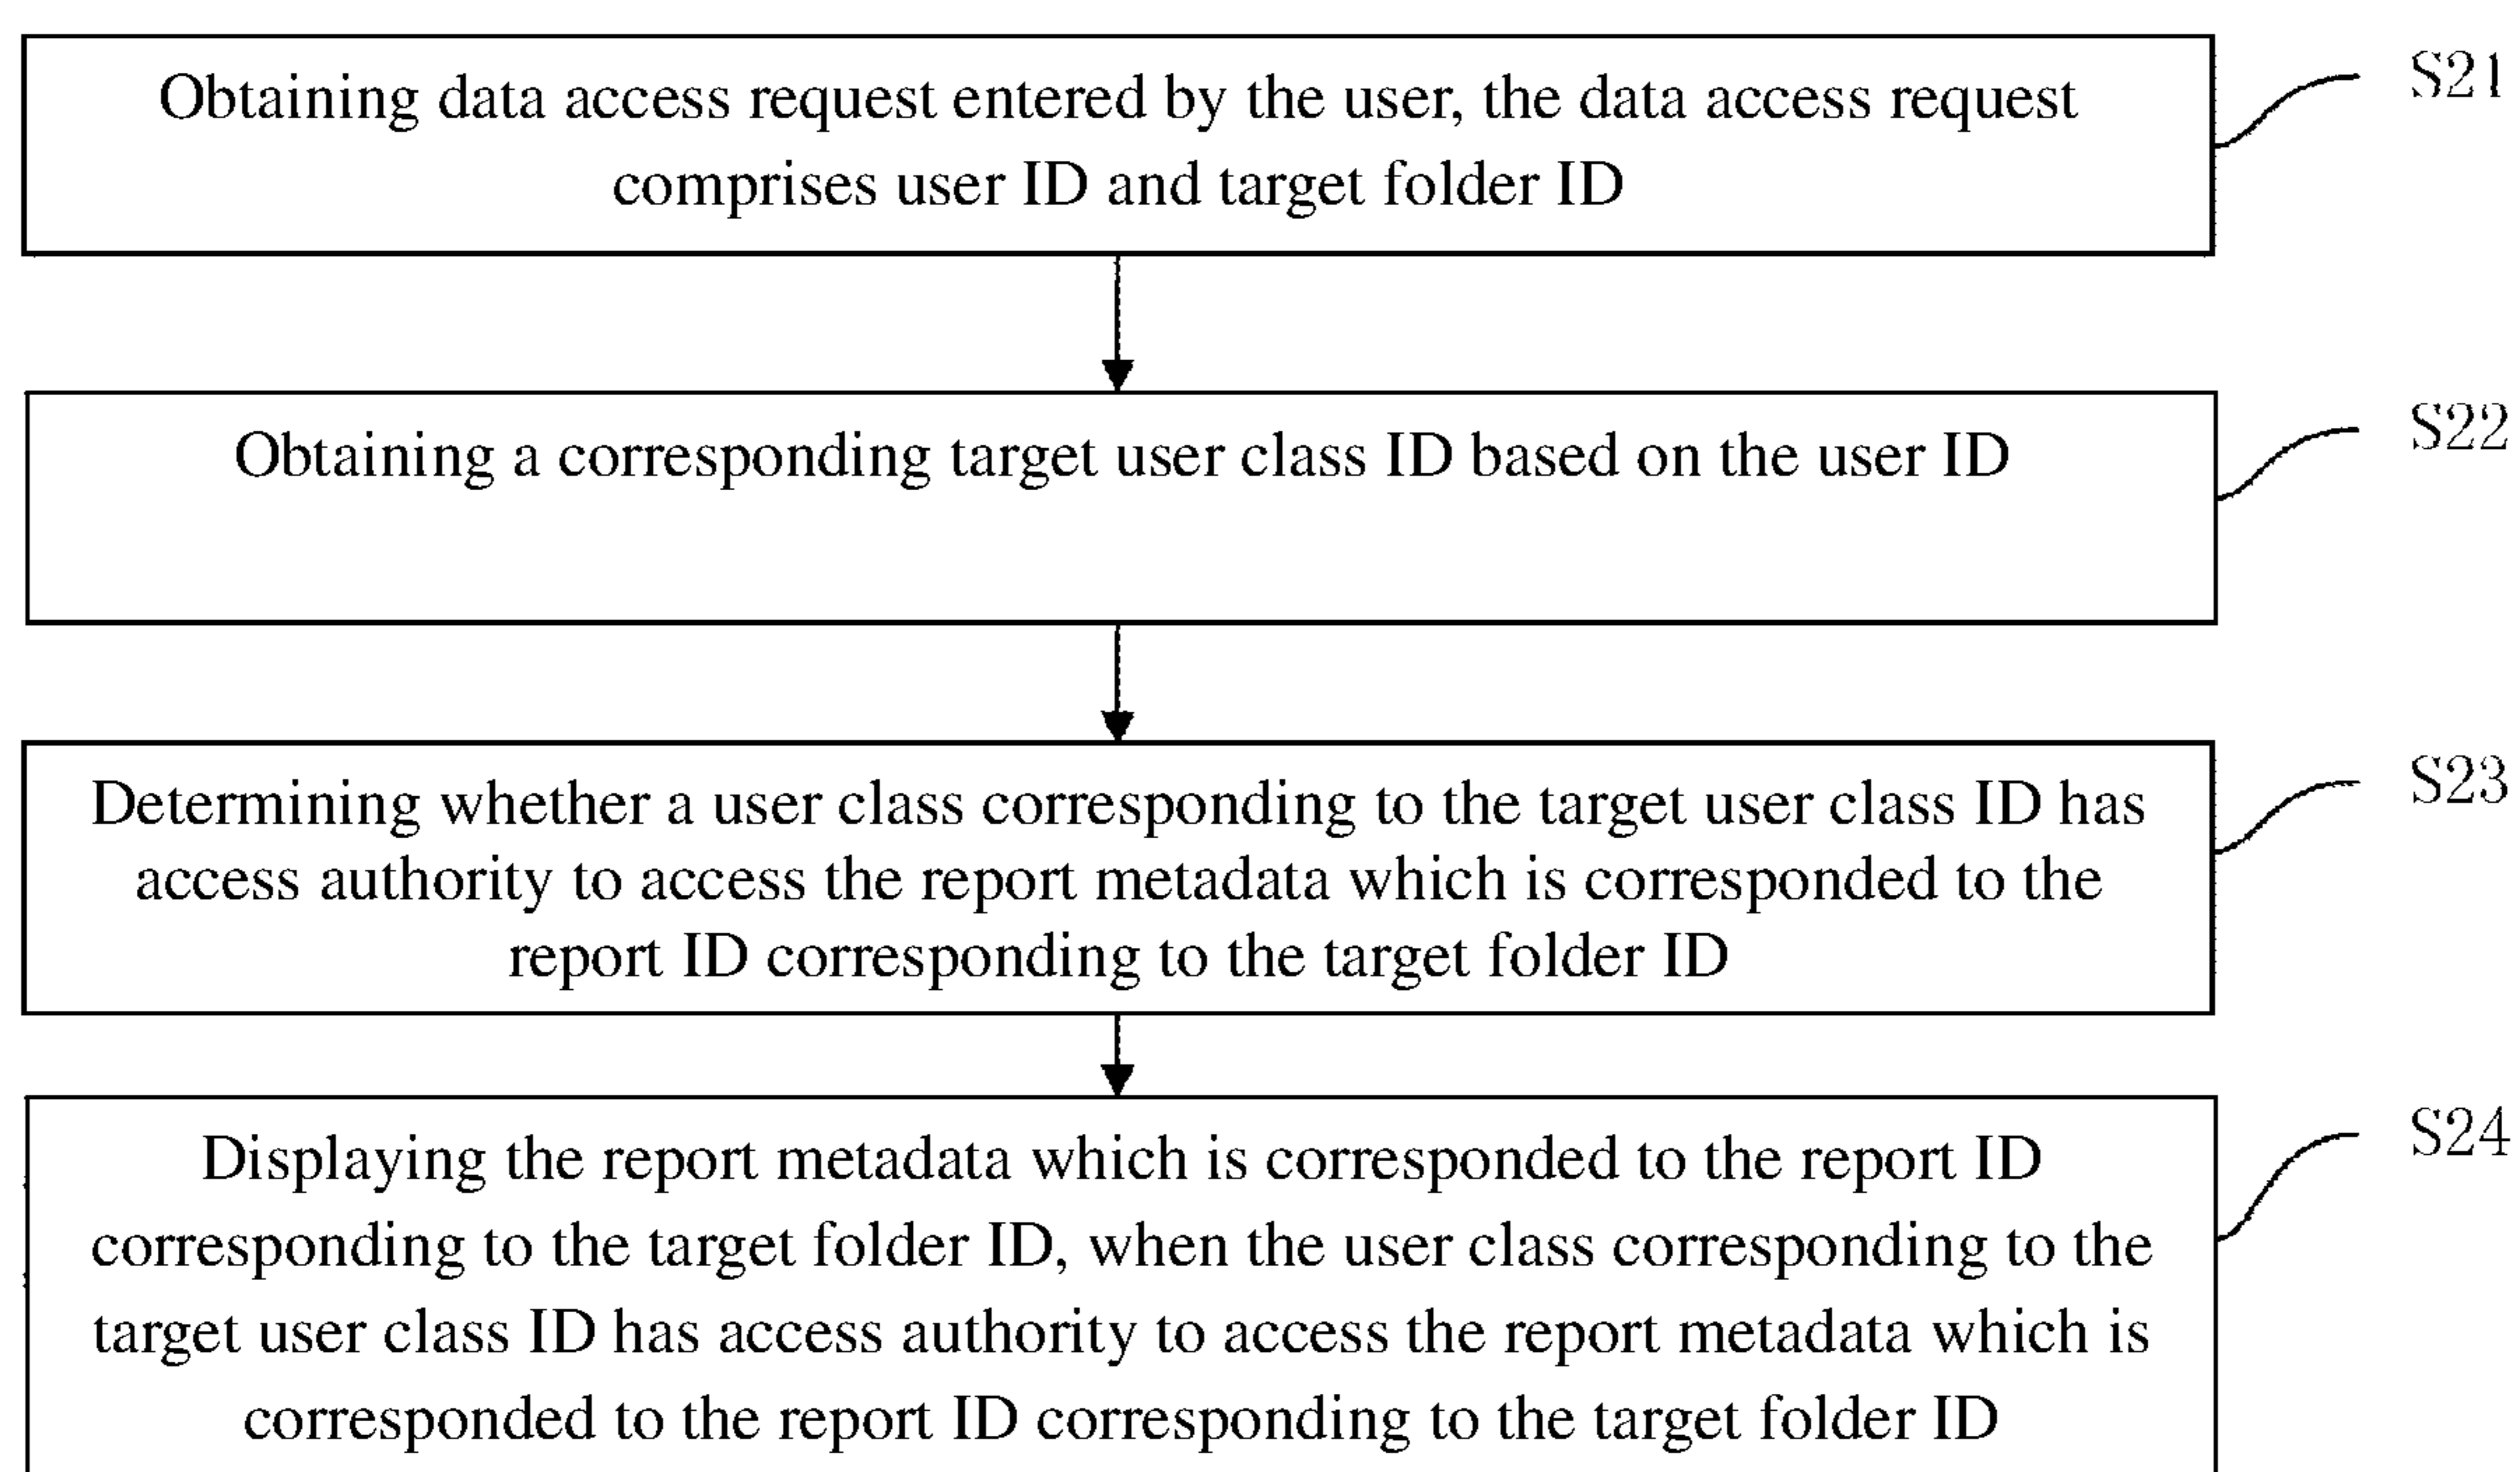 Obtaining data access request entered by the user, the data access request
comprises user ID and target folder ID
S21
Obtaining a corresponding target user class ID based on the user ID
S22
Determining whether a user class corresponding to the target user class ID has
access authority to access the report metadata which is corresponded to the
report ID corresponding to the target folder ID
S23
Displaying the report metadata which is corresponded to the report ID
corresponding to the target folder ID, when the user class corresponding to the
target user class ID has access authority to access the report metadata which is
corresponded to the report ID corresponding to the target folder ID
S24